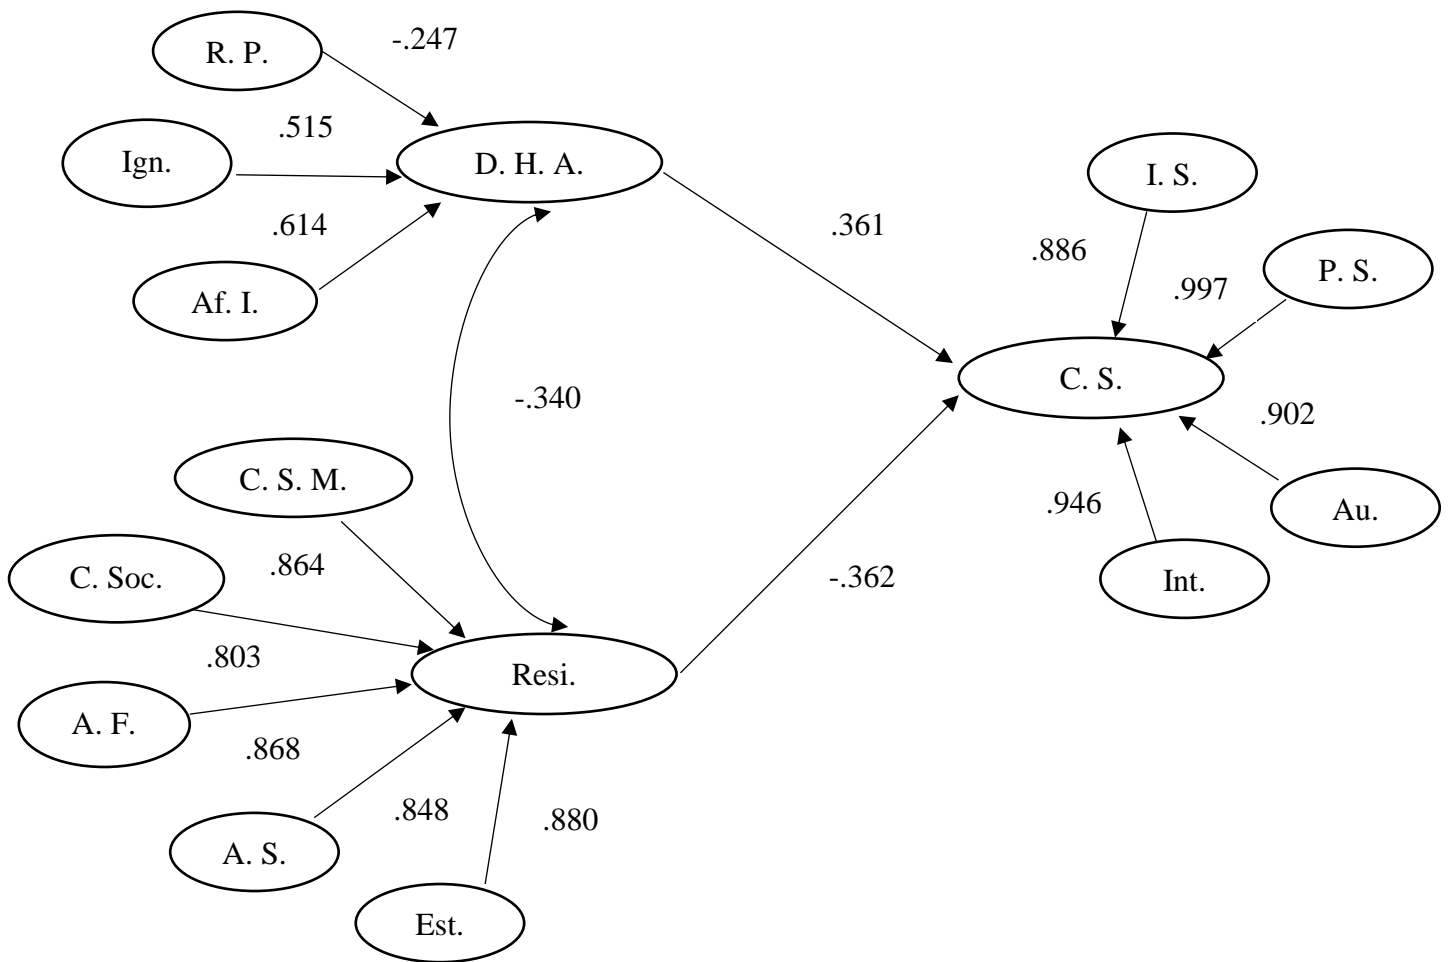 R. P.
-.247
.515
Ign.
D. H. A.
I. S.
.614
.361
.886
P. S.
.997
Af. I.
C. S.
-.340
.902
C. S. M.
.946
Au.
.864
C. Soc.
-.362
Int.
.803
Resi.
A. F.
.868
.848
.880
A. S.
Est.